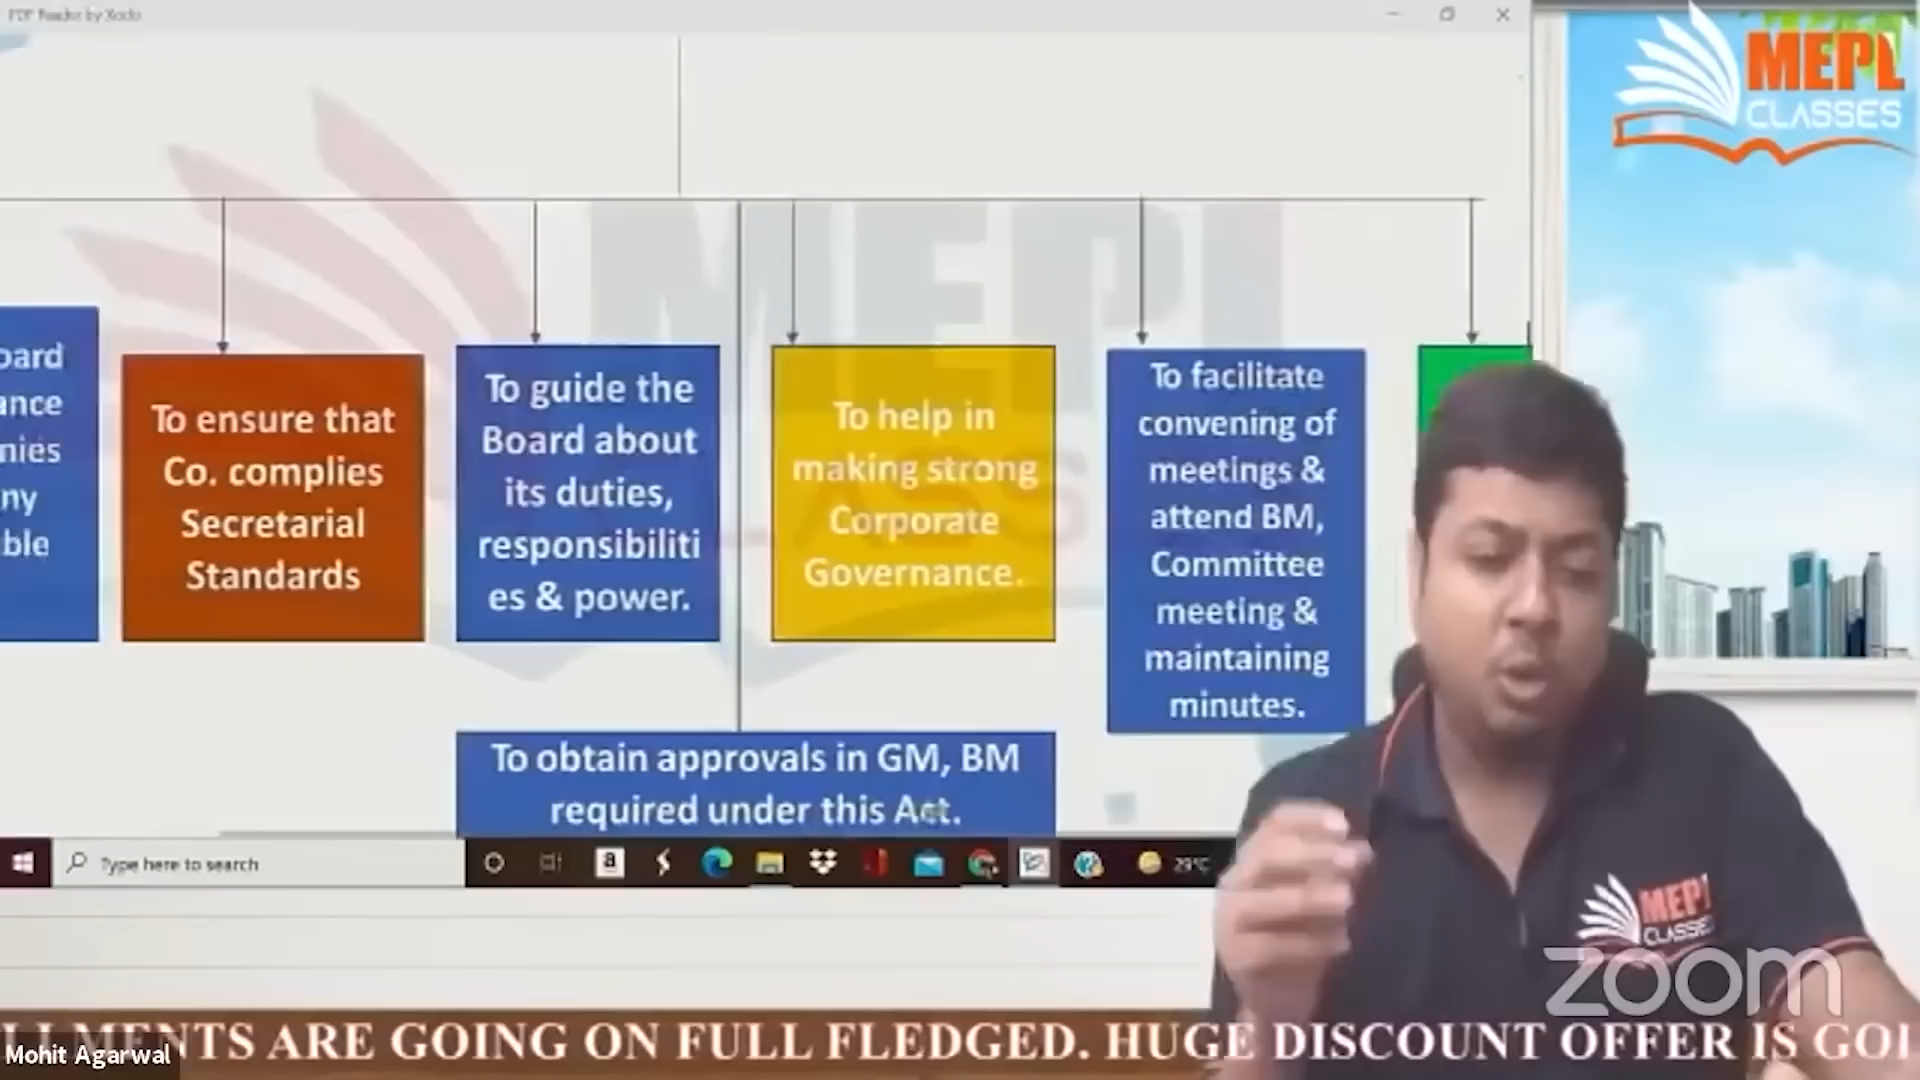 PDF Reader by Xodo
MEPL
CLASSES
oard
ance
nies
ny
ble
To ensure that
Co. complies
Secretarial
Standards
To guide the
Board about
its duties,
responsibiliti
es & power.
To help in
making strong
Corporate
Governance.
To facilitate
convening of
meetings &
attend BM,
Committee
meeting &
maintaining
minutes.
To obtain approvals in GM, BM
required under this Act.
Type here to search
29°C
MEPL
CLASSES
zoom
LLMENTS ARE GOING ON FULL FLEDGED. HUGE DISCOUNT OFFER IS GOI
Mohit Agarwal